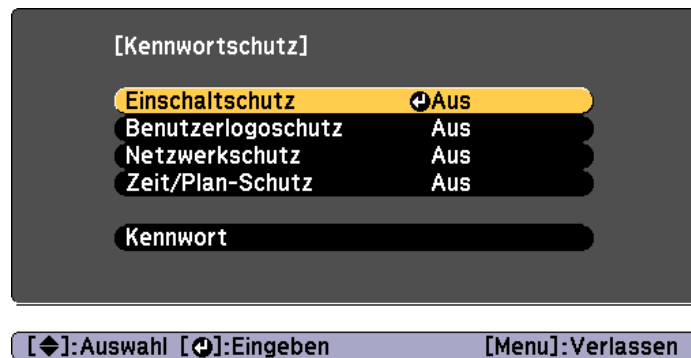 [Kennwortschutz]
Einschaltschutz Aus
Benutzerlogoschutz Aus
Netzwerkschutz Aus
Zeit/Plan-Schutz Aus
Kennwort
[◆]:Auswahl [⏎]:Eingeben [Menu]:Verlassen